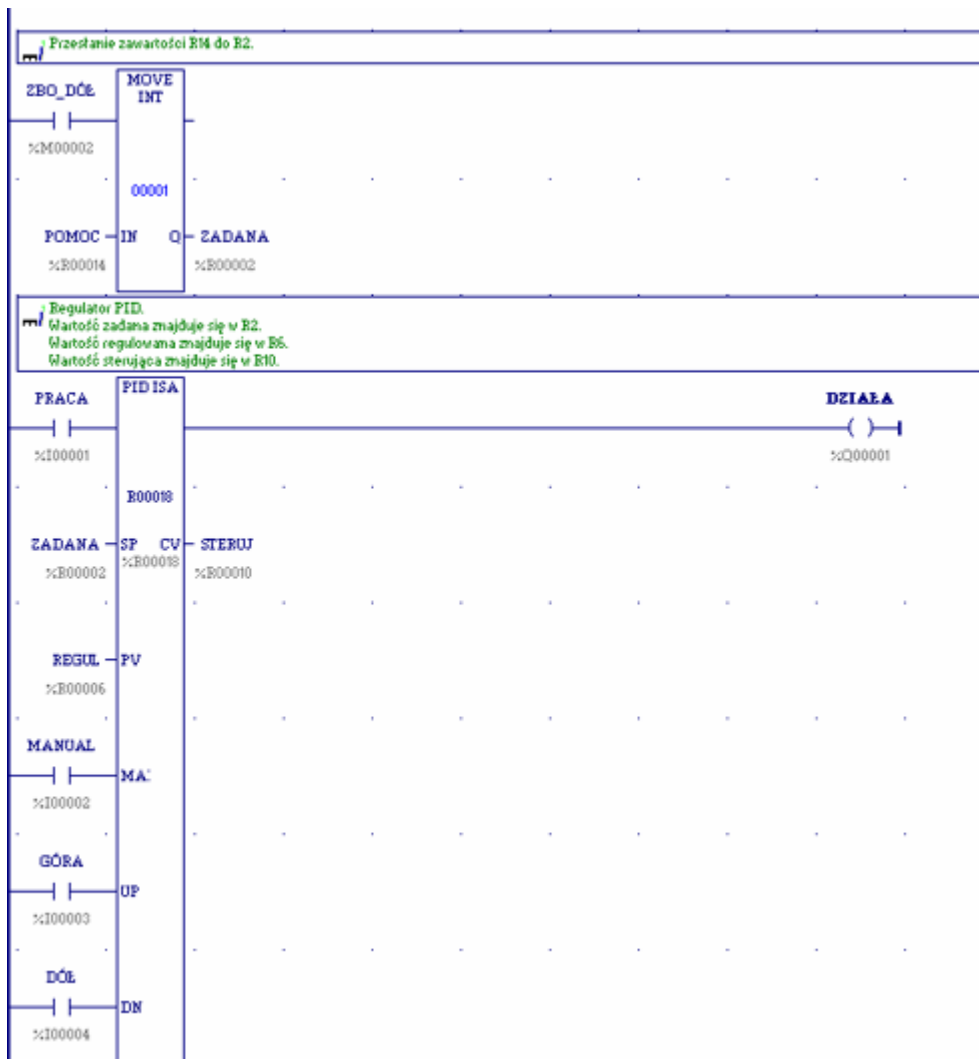 Przesłanie zawartości R14 do R2.
ZBO_DÓŁ
MOVE
INT
%M00002
00001
POMOC IN Q ZADANA
%R00014 %R00002
Regulator PID.
Wartość zadana znajduje się w R2.
Wartość regulowana znajduje się w R6.
Wartość sterująca znajduje się w R10.
PID ISA
PRACA DZIAŁA
%I00001 %Q00001
R00018
ZADANA SP CV STERUJ
%R00002 %R00018 %R00010
REGUL PV
%R00006
MANUAL
MA
%I00002
GÓRA
UP
%I00003
DÓŁ
DN
%I00004